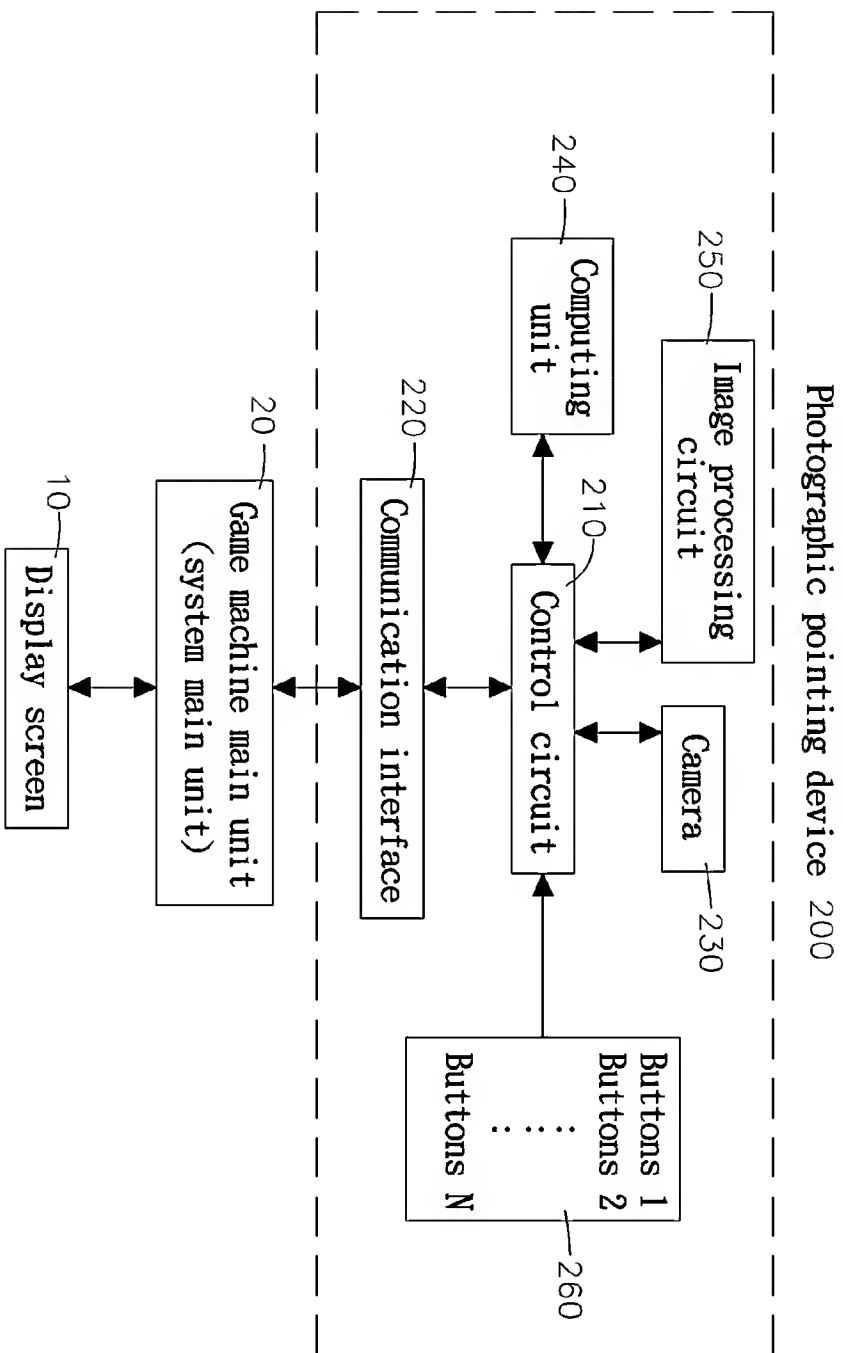 Photographic pointing device 200
250
Image processing
circuit
Camera
230
240
Computing
unit
210
Control circuit
Buttons 1
Buttons 2
Buttons N
260
220
Communication interface
20
Game machine main unit
(system main unit)
10
Display screen